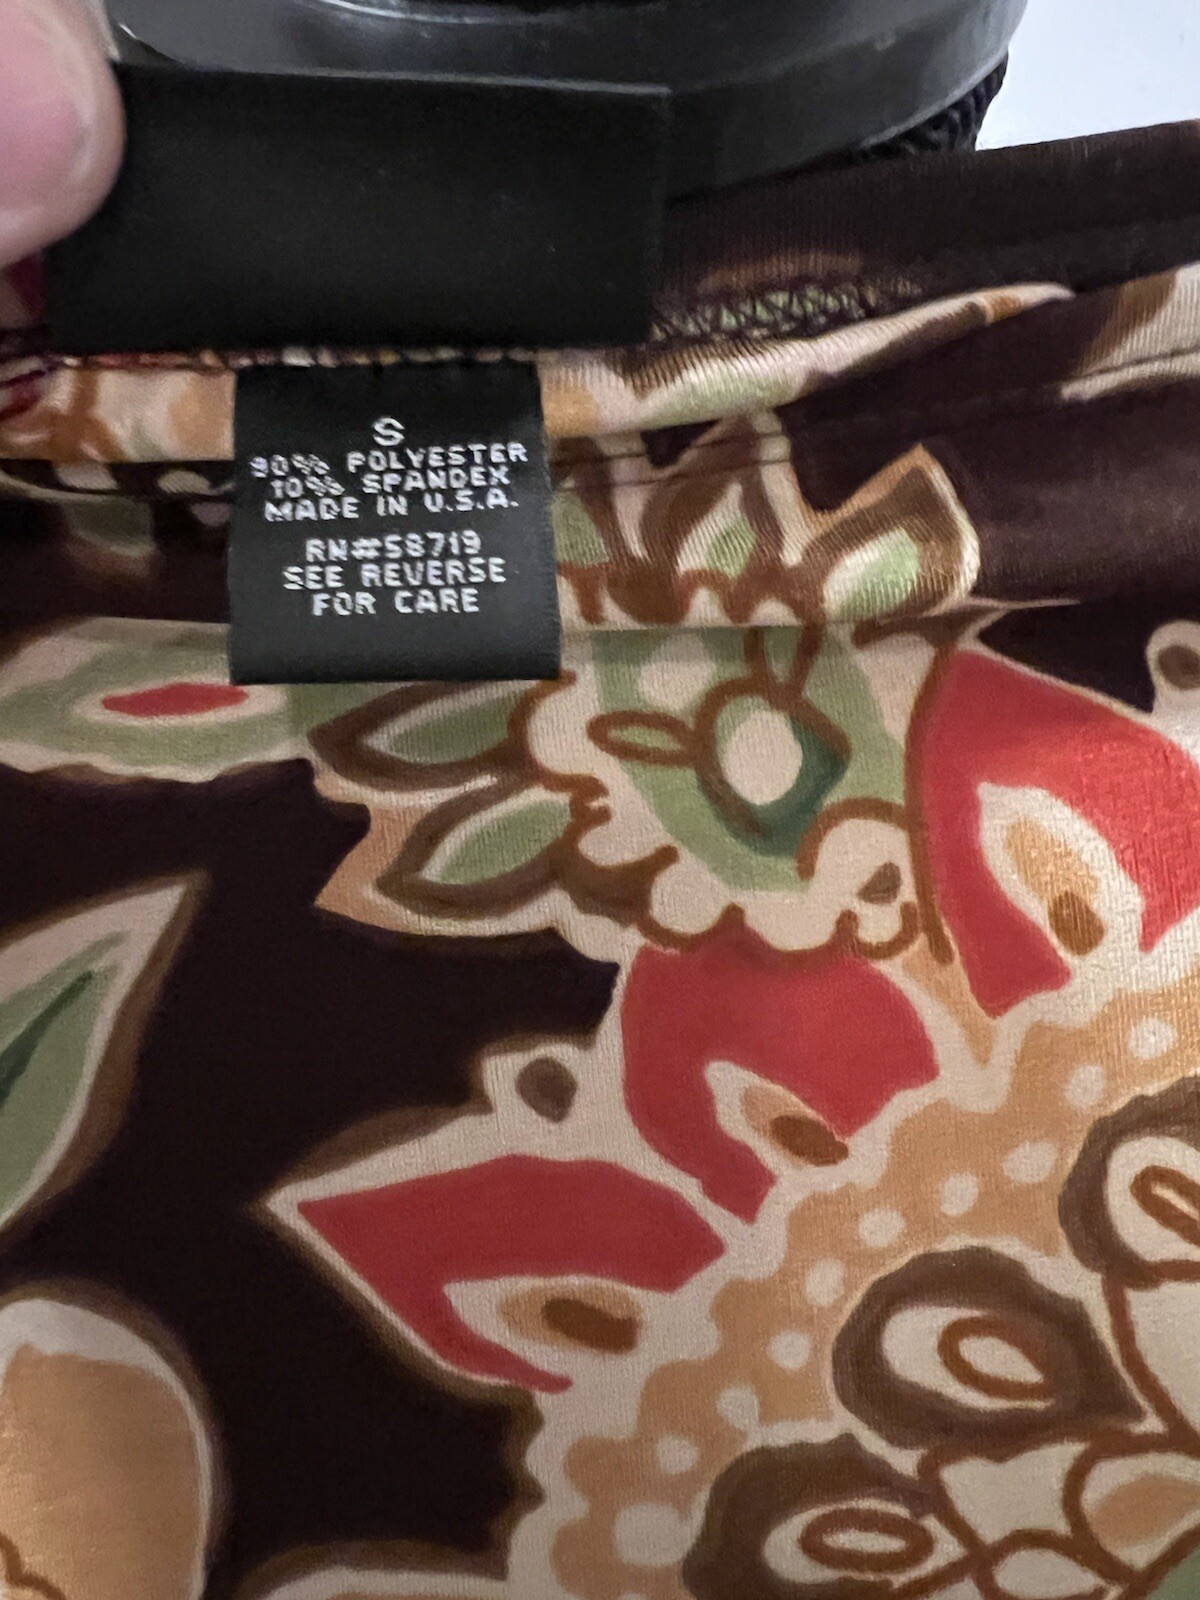 S
90% POLYESTER
10% SPANDEX
MADE IN U.S.A.
RN#58719
SEE REVERSE
FOR CARE